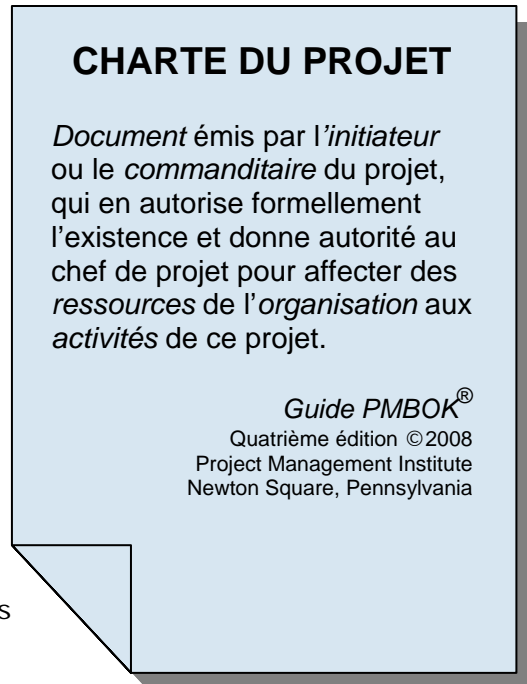 CHARTE DU PROJET
Document émis par l'initiateur
ou le commanditaire du projet,
qui en autorise formellement
l'existence et donne autorité au
chef de projet pour affecter des
ressources de l'organisation aux
activités de ce projet.
Guide PMBOK®
Quatrième édition ©2008
Project Management Institute
Newton Square, Pennsylvania
s